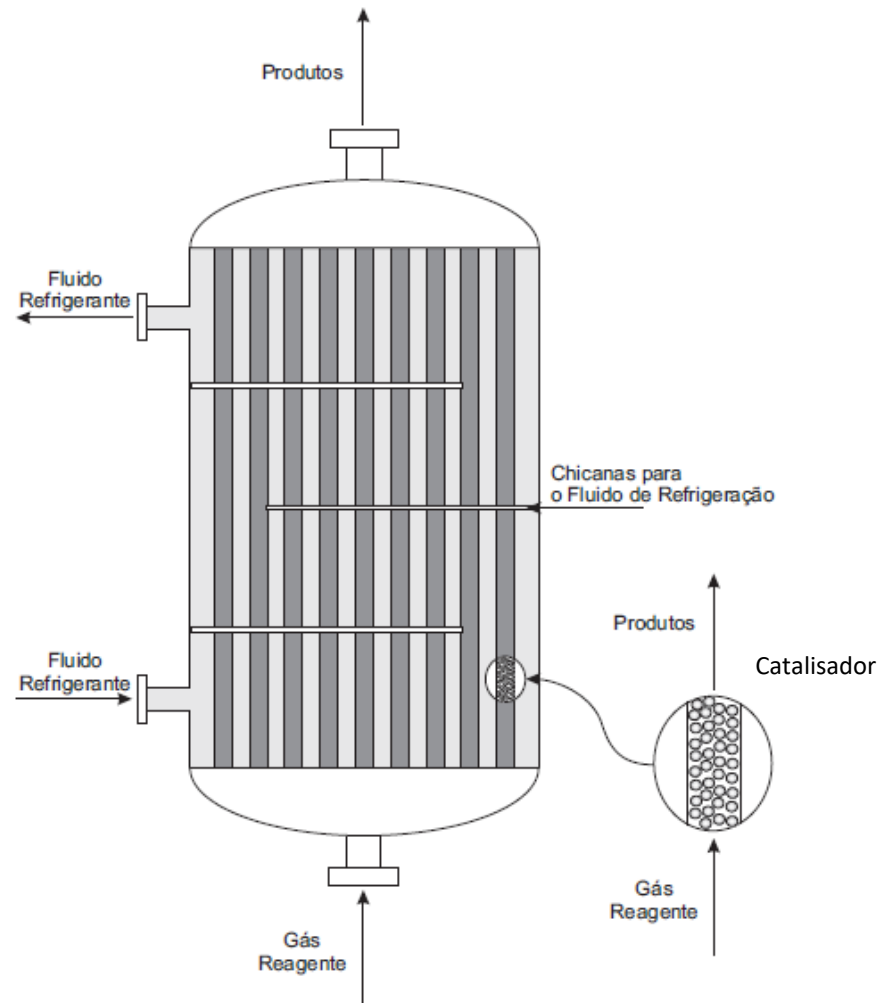 Produtos
Fluido
Refrigerante
Chicanas para
o Fluido de Refrigeração
Fluido
Refrigerante
Produtos
Catalisador
Gás
Reagente
Gás
Reagente